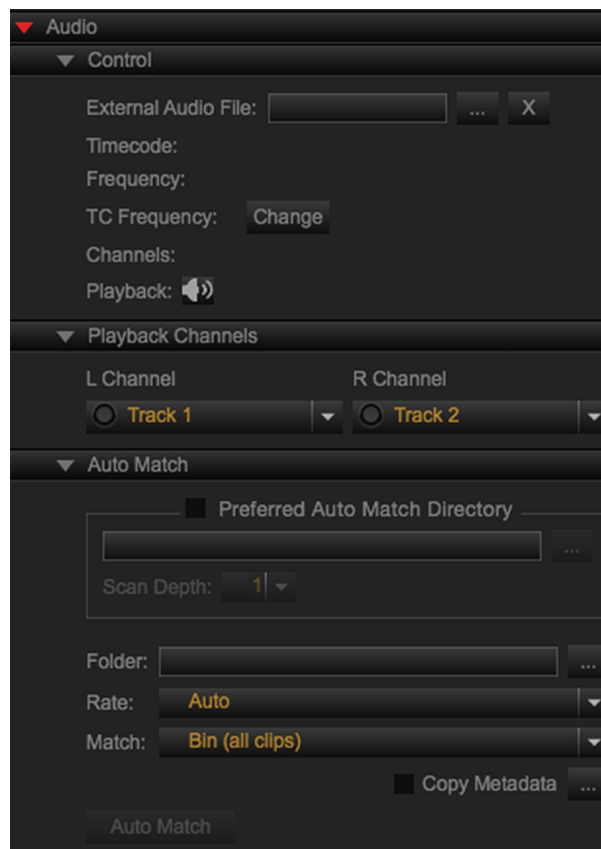 Audio
Control
External Audio File: ... X
Timecode:
Frequency:
TC Frequency: Change
Channels:
Playback:
Playback Channels
L Channel R Channel
Track 1 Track 2
Auto Match
Preferred Auto Match Directory
...
Scan Depth: 1
Folder: ...
Rate: Auto
Match: Bin (all clips)
Copy Metadata ...
Auto Match